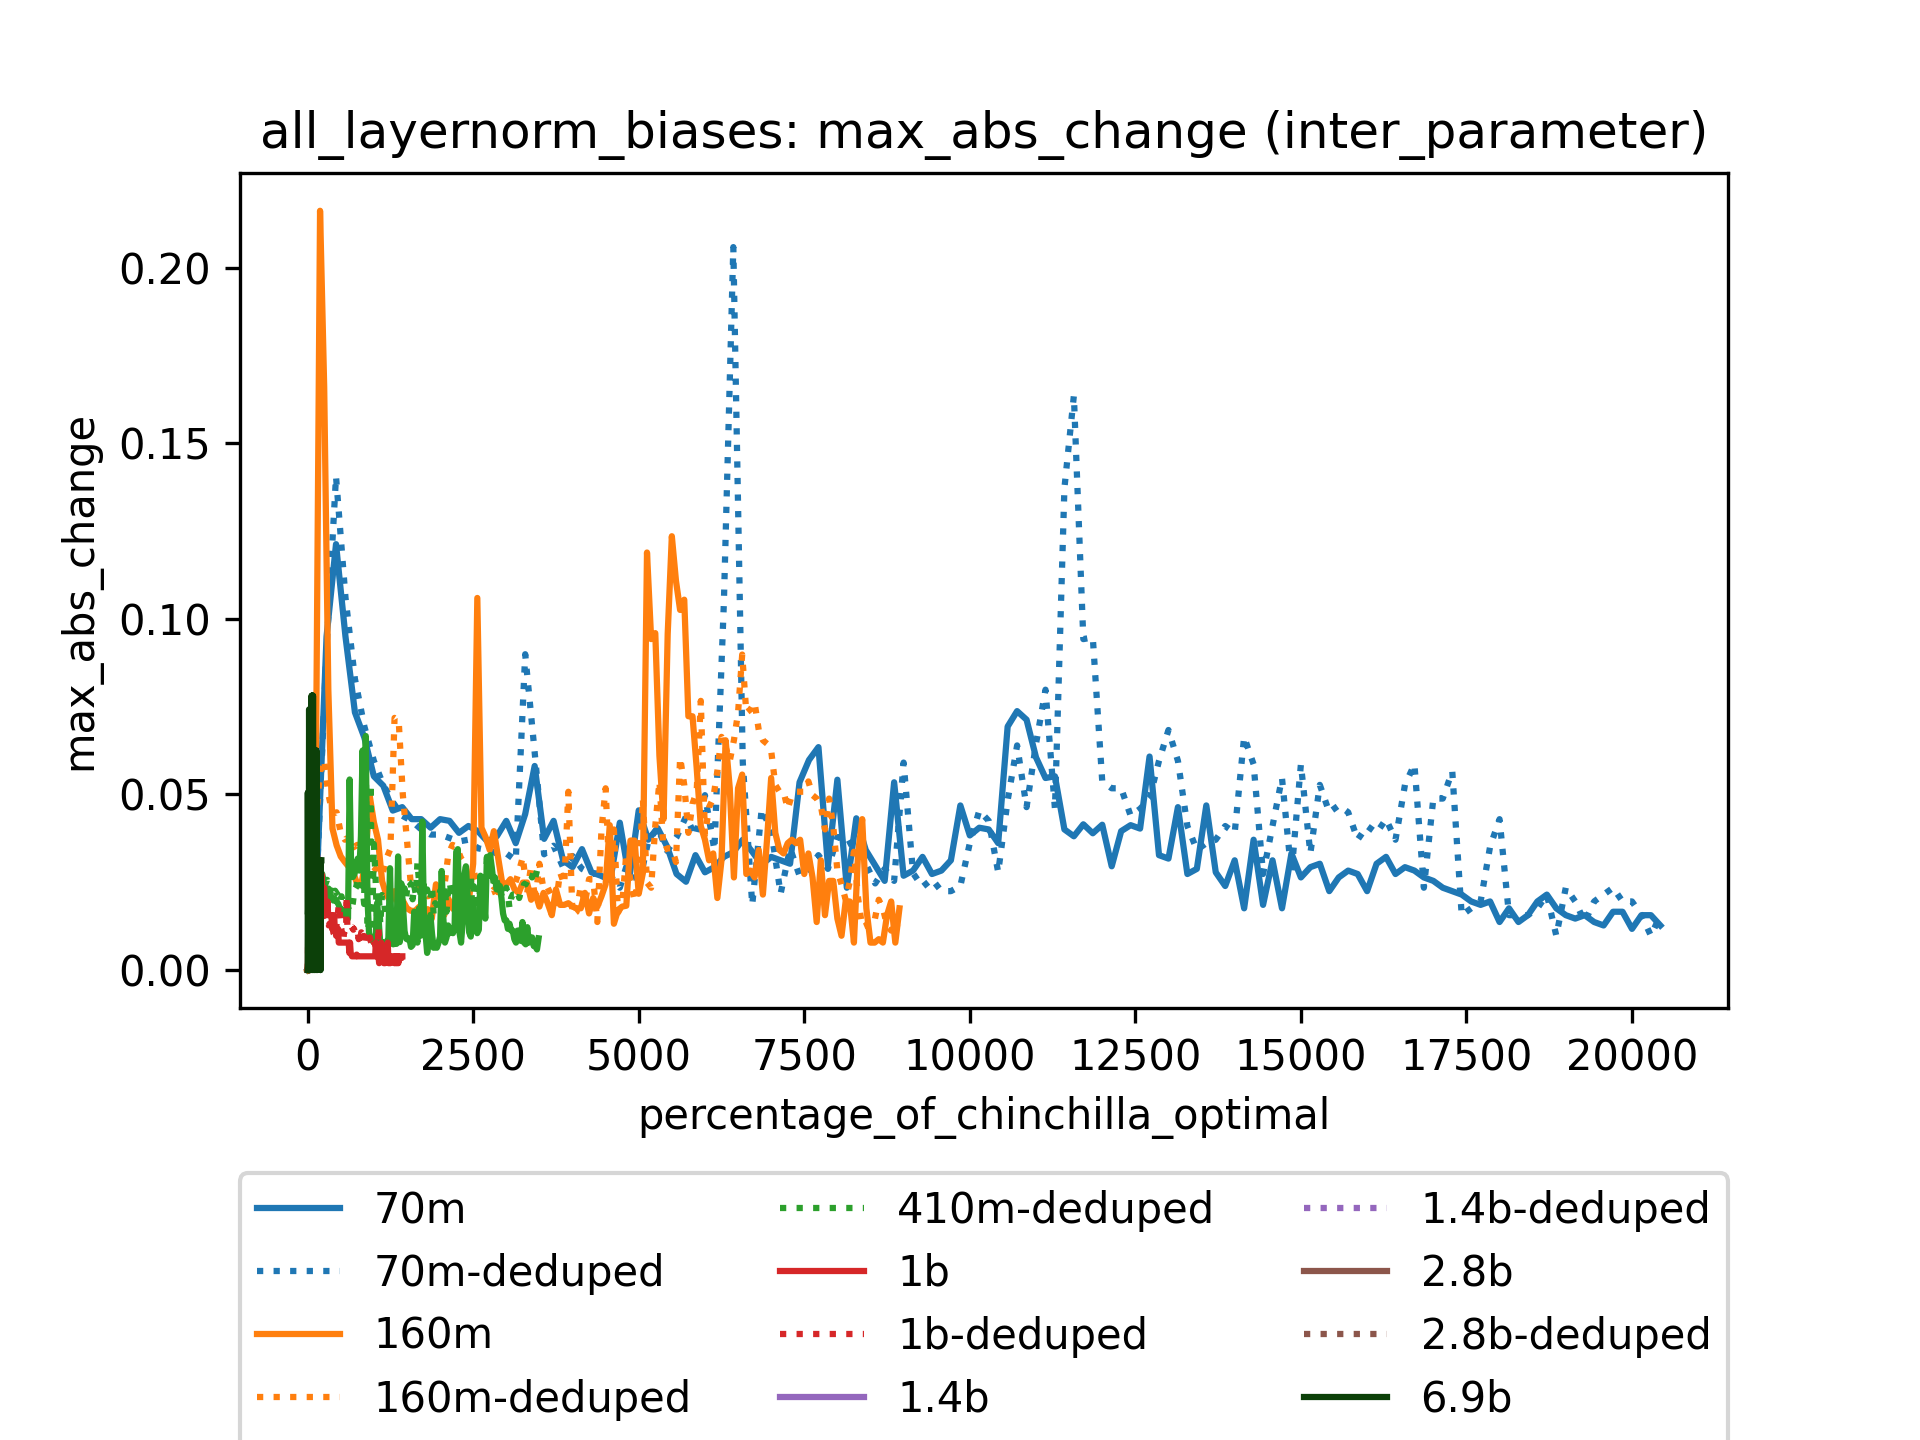 all_layernorm_biases: max_abs_change (inter_parameter)
max_abs_change
0.20
0.15
0.10
0.05
0.00
0 2500 5000 7500 10000 12500 15000 17500 20000
percentage_of_chinchilla_optimal
70m 410m-deduped 1.4b-deduped
70m-deduped 1b 2.8b
160m 1b-deduped 2.8b-deduped
160m-deduped 1.4b 6.9b